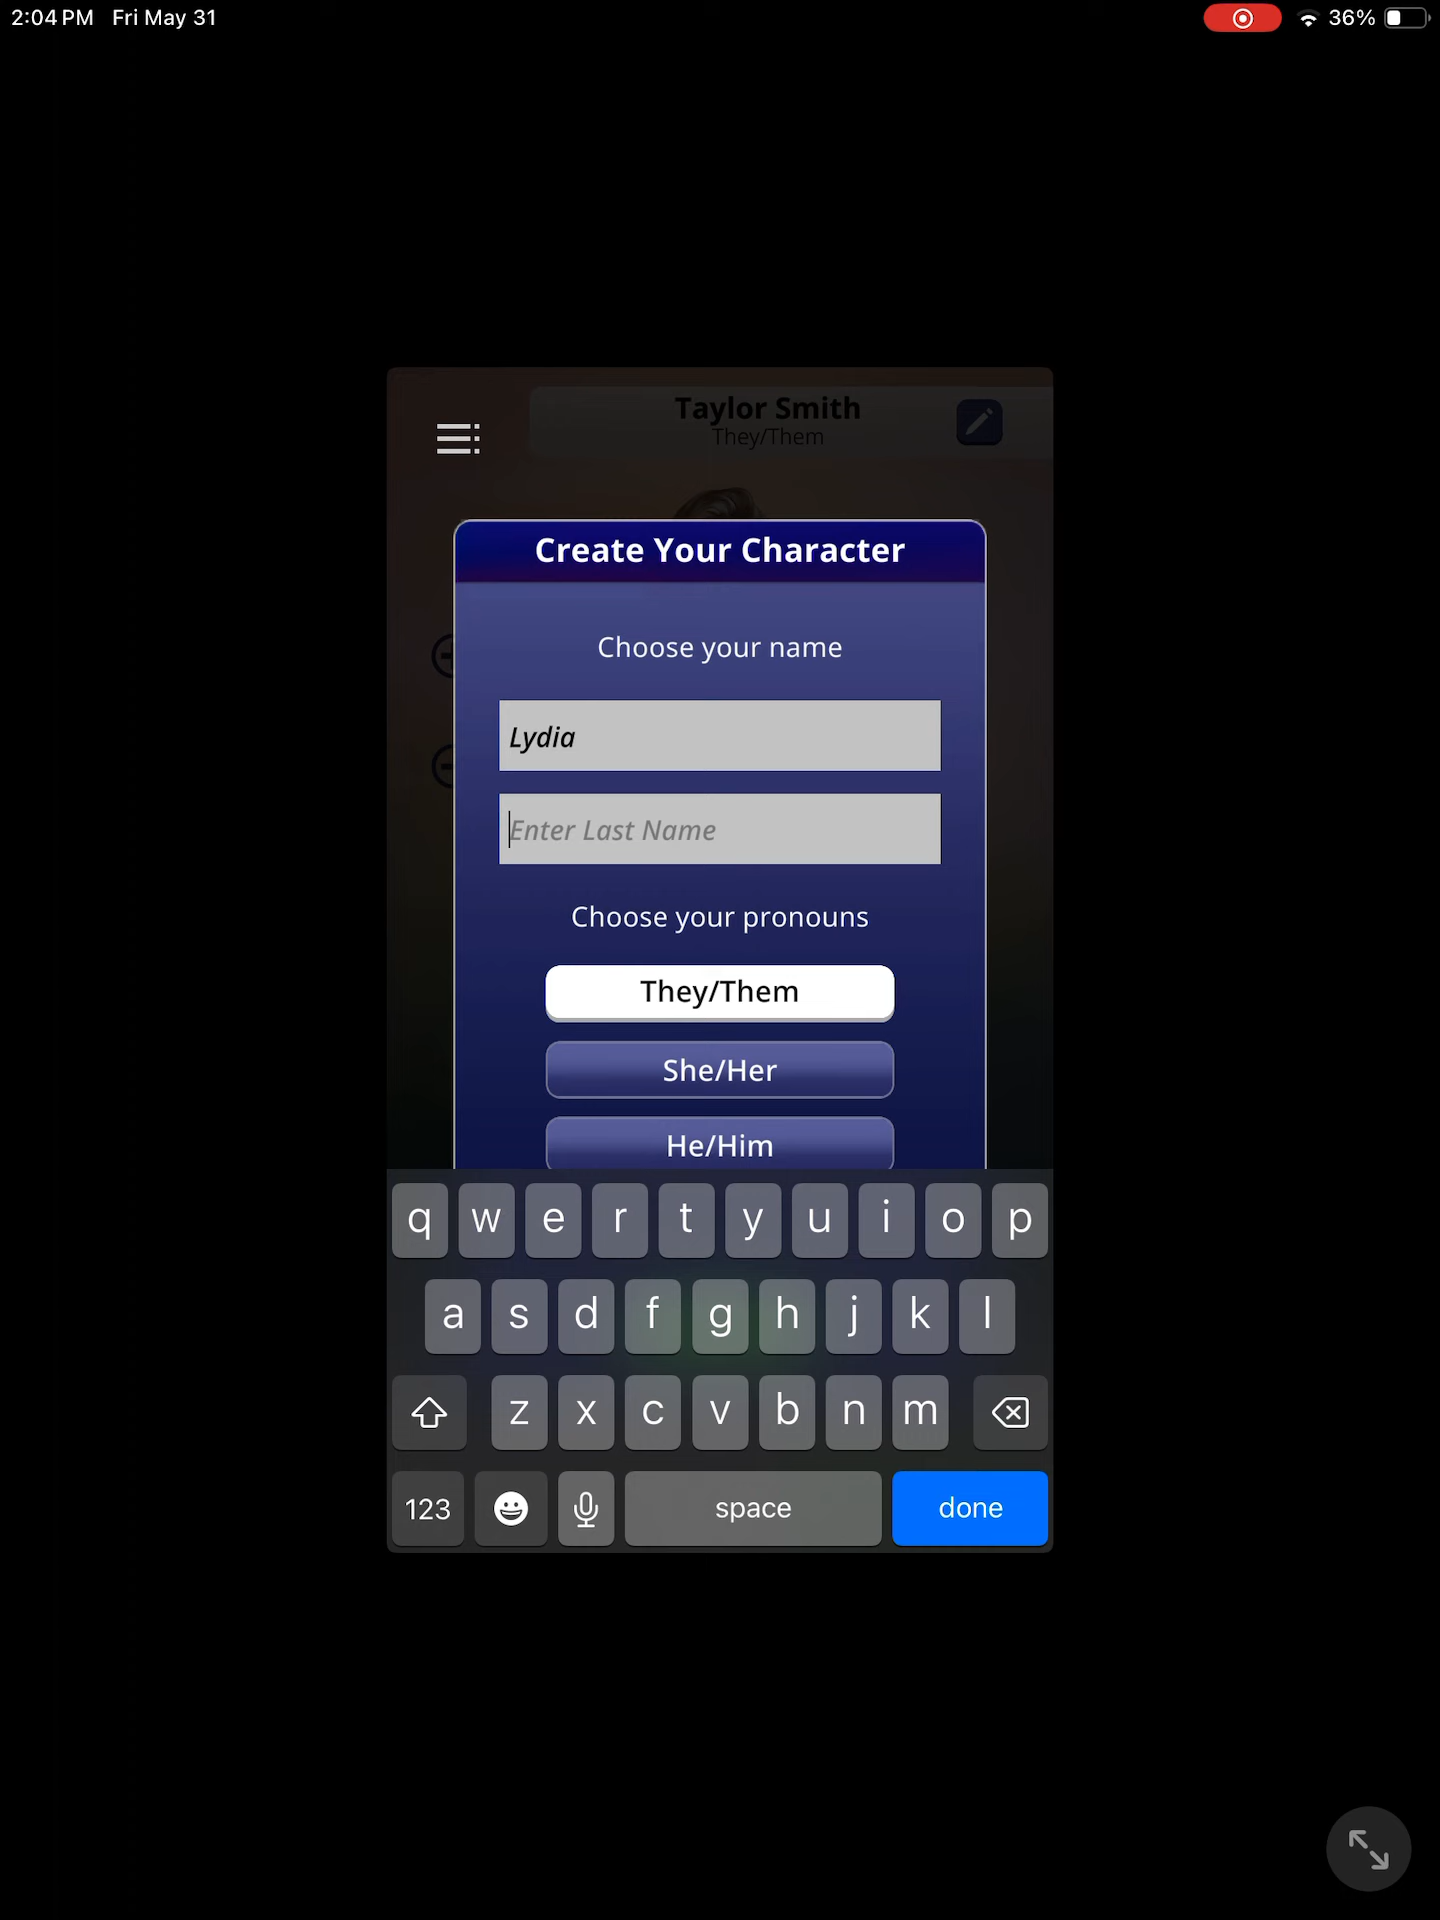 2:04 PM Fri May 31
36%
Taylor Smith
They/Them
Create Your Character
Choose your name
Lydia
Enter Last Name
Choose your pronouns
They/Them
She/Her
He/Him
q w e r t y u i o p
a s d f g h j k l
z x c v b n m
123 space done